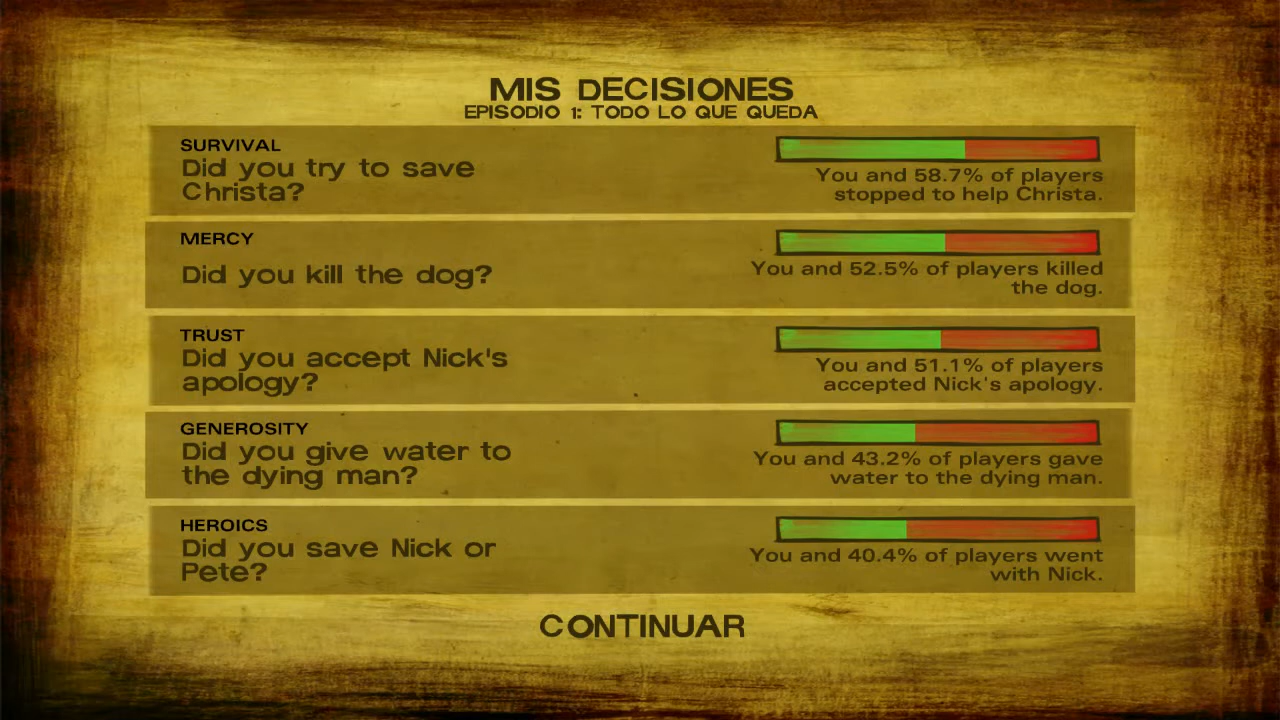 MIS DECISIONES
EPISODIO 1: TODO LO QUE QUEDA
SURVIVAL
Did you try to save
Christa?
You and 58.7% of players
stopped to help Christa.
MERCY
Did you kill the dog?
You and 52.5% of players killed
the dog.
TRUST
Did you accept Nick's
apology?
You and 51.1% of players
accepted Nick's apology.
GENEROSITY
Did you give water to
the dying man?
You and 43.2% of players gave
water to the dying man.
HEROICS
Did you save Nick or
Pete?
You and 40.4% of players went
with Nick.
CONTINUAR